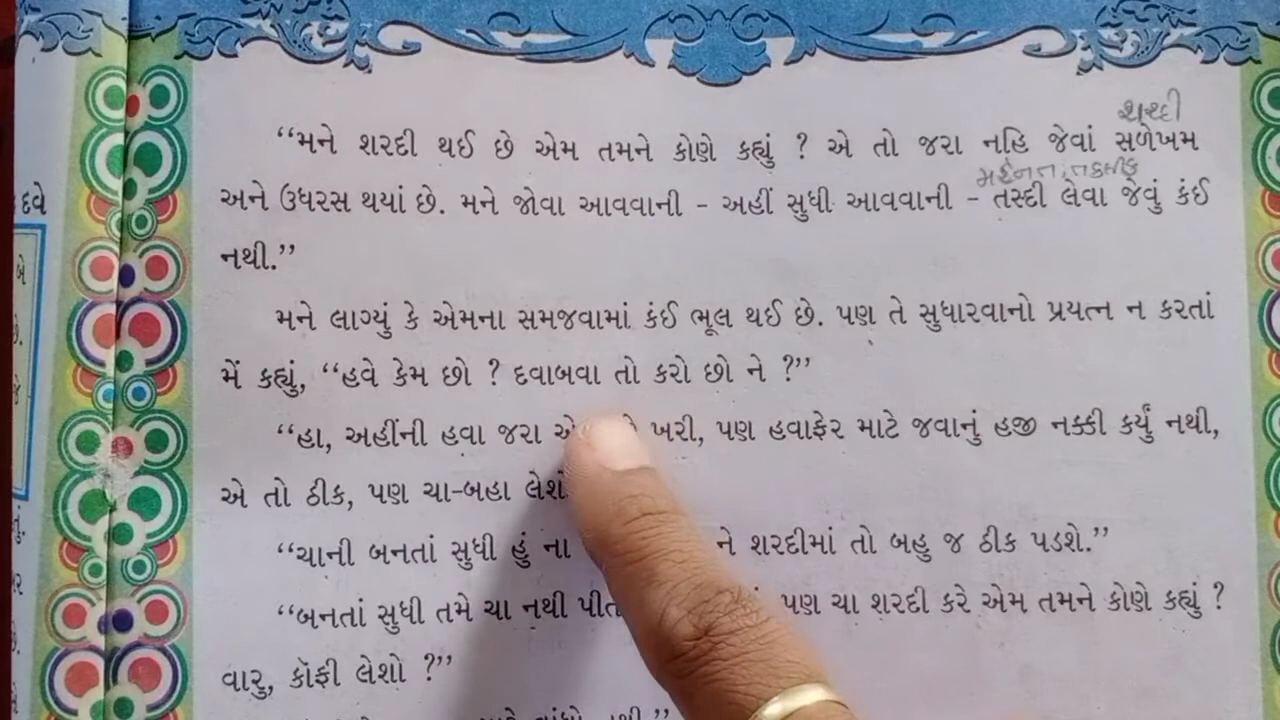 શરદી
“મને શરદી થઈ છે એમ તમને કોણે કહ્યું ? એ તો જરા નહિ જેવાં સળેખમ
મહેનત, તકલીફ
દવે
અને ઉધરસ થયાં છે. મને જોવા આવવાની – અહીં સુધી આવવાની – તસ્દી લેવા જેવું કંઈ
નથી.”
મને લાગ્યું કે એમના સમજવામાં કંઈ ભૂલ થઈ છે. પણ તે સુધારવાનો પ્રયત્ન ન કરતાં
મેં કહ્યું, “હવે કેમ છો ? દવાબવા તો કરો છો ને ?”
“હા, અહીંની હવા જરા ખરી, પણ હવાફેર માટે જવાનું હજી નક્કી કર્યું નથી,
એ તો ઠીક, પણ ચા-બહા
“ચાની બનતાં સુધી હું ના ને શરદીમાં તો બહુ જ ઠીક પડશે.”
“બનતાં સુધી તમે ચા નથી પણ ચા શરદી કરે એમ તમને કોણે કહ્યું ?
વારુ, કૉફી લેશો ?”